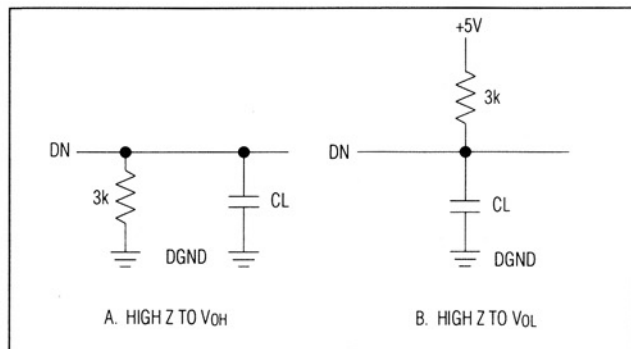 DN
3k
CL
DGND
A. HIGH Z TO VOH
+5V
3k
DN
CL
DGND
B. HIGH Z TO VOL